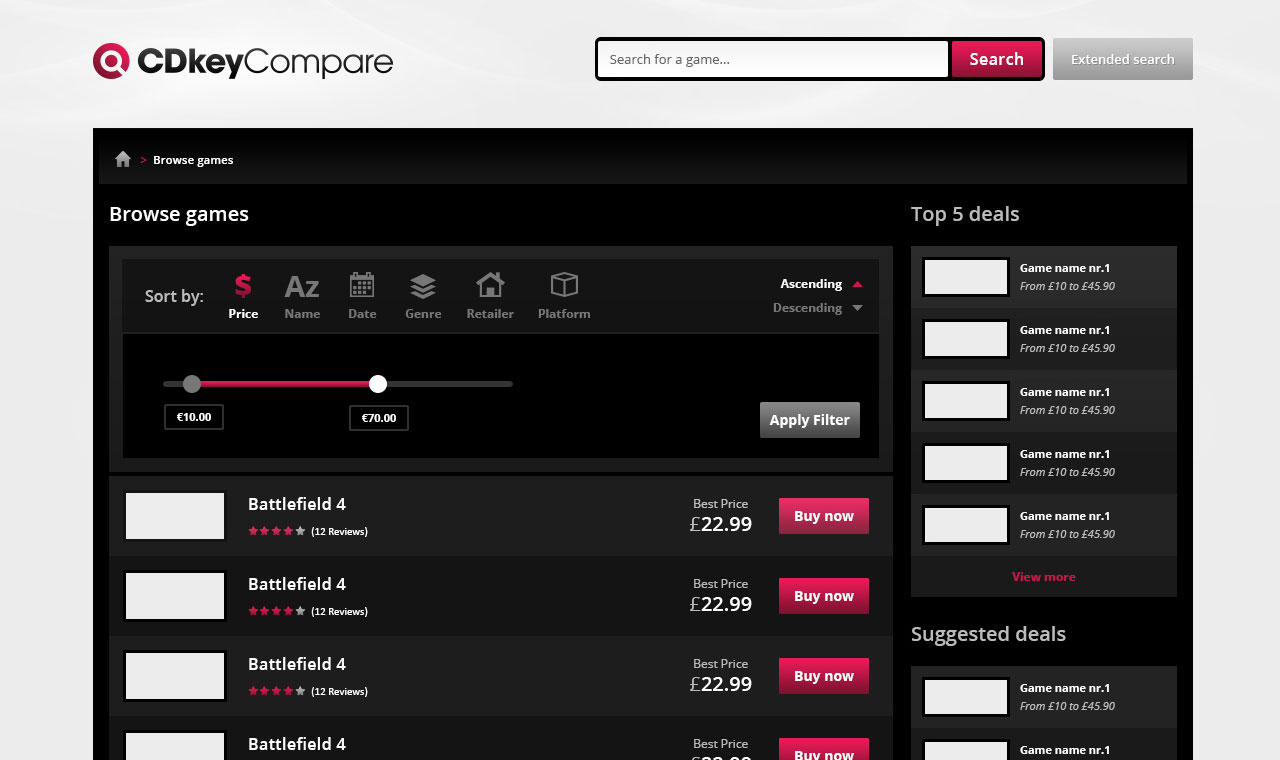 CDkeyCompare
Search for a game...
Search
Extended search
> Browse games
Browse games
Sort by:
$
Price
Az
Name
Date
Genre
Retailer
Platform
Ascending
Descending
€10.00
€70.00
Apply Filter
Battlefield 4
(12 Reviews)
Best Price
£22.99
Buy now
Battlefield 4
(12 Reviews)
Best Price
£22.99
Buy now
Battlefield 4
(12 Reviews)
Best Price
£22.99
Buy now
Battlefield 4
Best Price
£22.99
Buy now
Top 5 deals
Game name nr.1
From £10 to £45.90
Game name nr.1
From £10 to £45.90
Game name nr.1
From £10 to £45.90
Game name nr.1
From £10 to £45.90
Game name nr.1
From £10 to £45.90
View more
Suggested deals
Game name nr.1
From £10 to £45.90
Game name nr.1